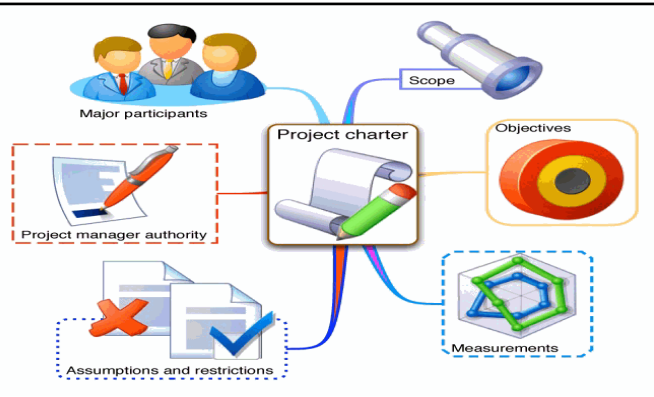 Scope
Major participants
Project charter
Objectives
Project manager authority
Measurements
Assumptions and restrictions